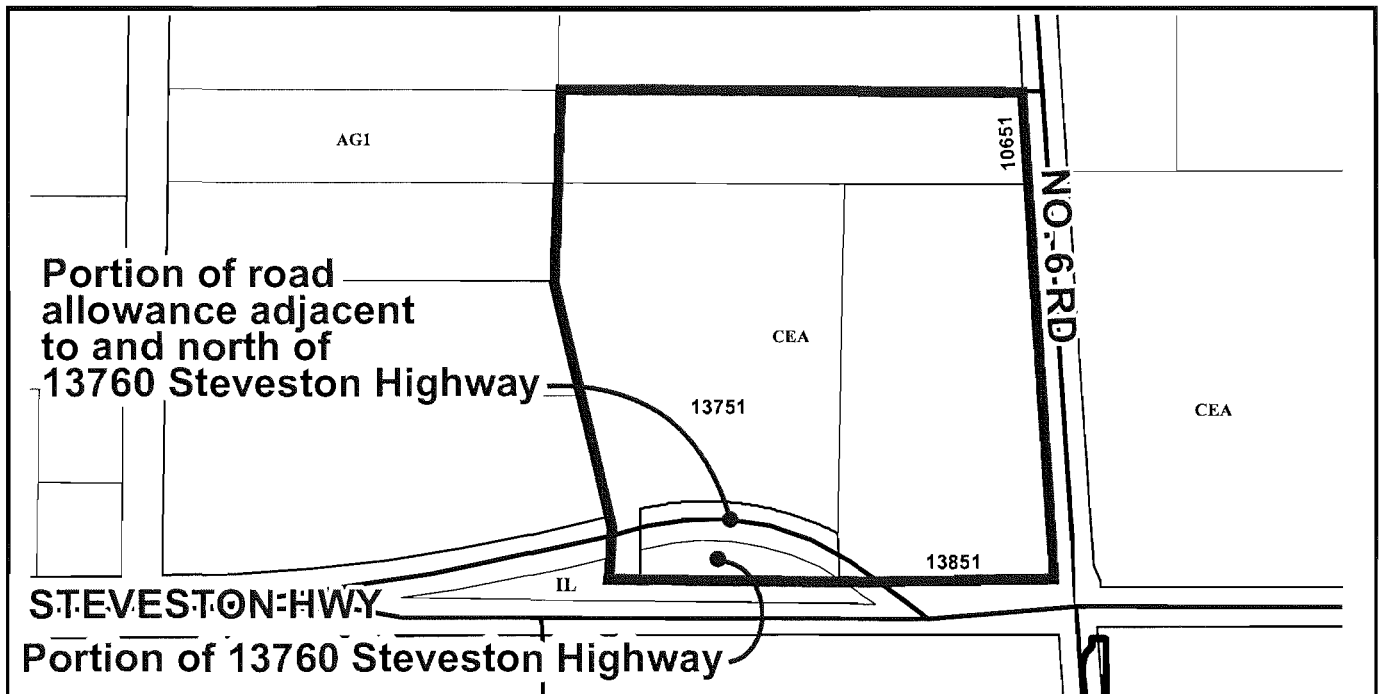 AG1
10651
NO. 6 RD
Portion of road
allowance adjacent
to and north of
13760 Steveston Highway
CEA
13751
CEA
13851
IL
STEVESTON HWY
Portion of 13760 Steveston Highway